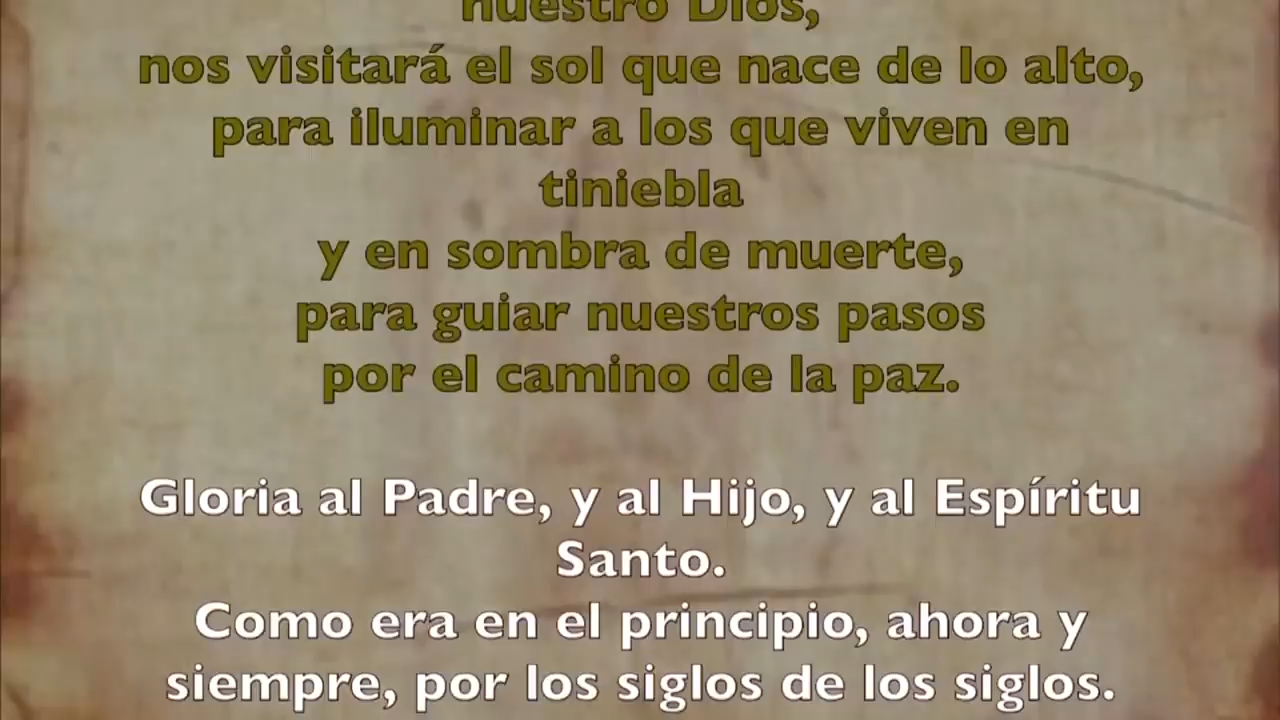 nuestro Dios,
nos visitará el sol que nace de lo alto,
para iluminar a los que viven en
tiniebla
y en sombra de muerte,
para guiar nuestros pasos
por el camino de la paz.
Gloria al Padre, y al Hijo, y al Espíritu
Santo.
Como era en el principio, ahora y
siempre, por los siglos de los siglos.